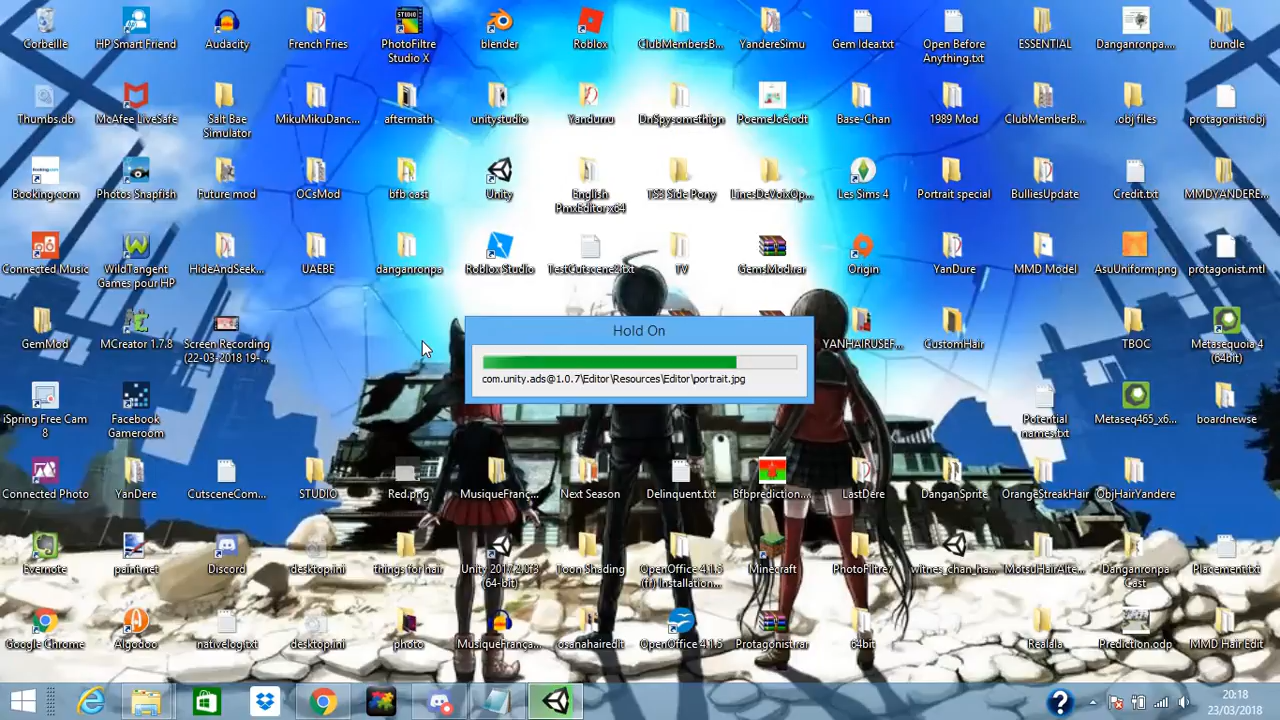 Corbeille
HP Smart Friend
Audacity
French Fries
PhotoFiltre
Studio X
blender
Roblox
ClubMembersB...
YandereSimu
Gem Idea.txt
Open Before
Anything.txt
ESSENTIAL
Danganronpa....
bundle
Thumbs.db
McAfee LiveSafe
Salt Bae
Simulator
MikuMikuDanc...
aftermath
unitystudio
Yandurru
DnSpysomethign
PoemeJoé.odt
Base-Chan
1989 Mod
ClubMemberB...
.obj files
protagonist.obj
Booking.com
Photos Snapfish
Future mod
OCsMod
bfb cast
Unity
English
PmxEditor x64
TS3 Side Pony
LinesDeVoixOp...
Les Sims 4
Portrait special
BulliesUpdate
Credit.txt
MMDYANDERE...
Connected Music
WildTangent
Games pour HP
HideAndSeek...
UAEBE
danganronpa
Roblox Studio
TestCutscene2.txt
TV
GemsMod.rar
Origin
YanDure
MMD Model
AsuUniform.png
protagonist.mtl
Hold On
com.unity.ads@1.0.7\Editor\Resources\Editor\portrait.jpg
GemMod
MCreator 1.7.8
Screen Recording
(22-03-2018 19-...
YANHAIRUSEF...
CustomHair
TBOC
Metasequoia 4
(64bit)
iSpring Free Cam
8
Facebook
Gameroom
Potential
names.txt
Metaseq465_x6...
boardnewse
Connected Photo
YanDere
CutsceneCom...
STUDIO
Red.png
MusiqueFranç...
Next Season
Delinquent.txt
Bfbprediction....
LastDere
DanganSprite
OrangeStreakHair
ObjHairYandere
Evernote
paint.net
Discord
desktop.ini
things for hair
Unity 2017.2.0f3
(64-bit)
Toon Shading
OpenOffice 4.1.5
(fr) Installation...
Minecraft
PhotoFiltre7
witnes_chan_ha...
MotsuHairAlte...
Danganronpa
Cast
Placement.txt
Google Chrome
Algodoo
nativelog.txt
desktop.ini
photo
MusiqueFrança...
osanahairedit
OpenOffice 4.1.5
Protagonist.rar
64bit
Realala
Prediction.odp
MMD Hair Edit
20:18
23/03/2018